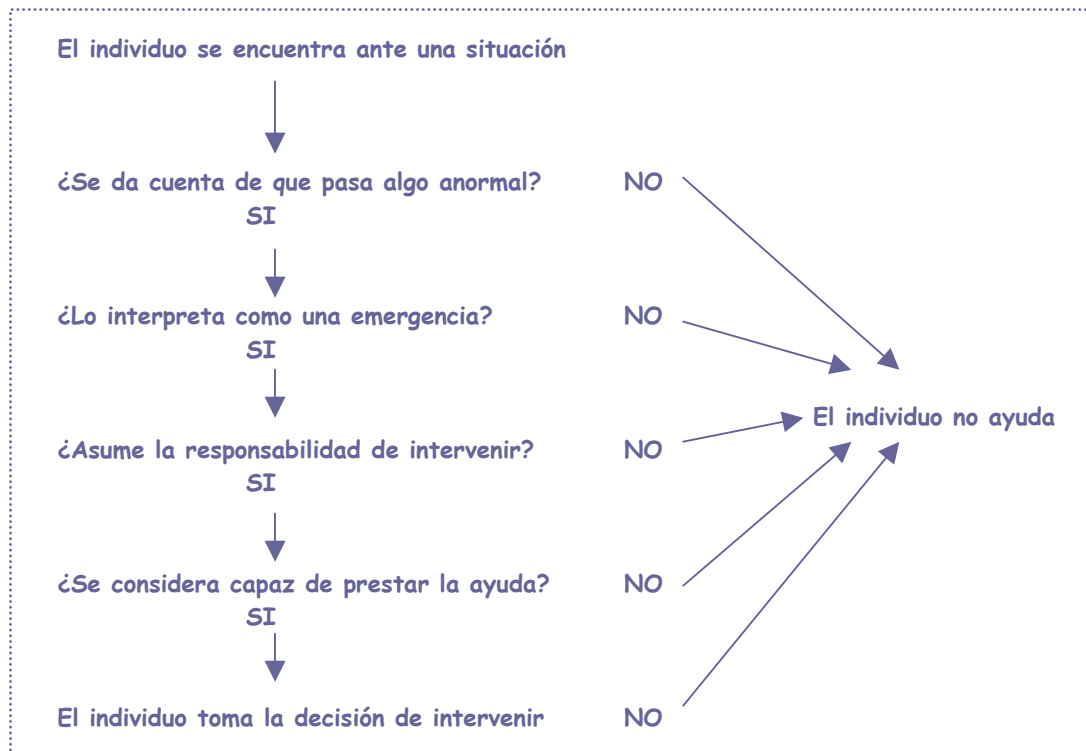 El individuo se encuentra ante una situación
¿Se da cuenta de que pasa algo anormal? NO
SI
¿Lo interpreta como una emergencia? NO
SI
El individuo no ayuda
¿Asume la responsabilidad de intervenir? NO
SI
¿Se considera capaz de prestar la ayuda? NO
SI
El individuo toma la decisión de intervenir NO